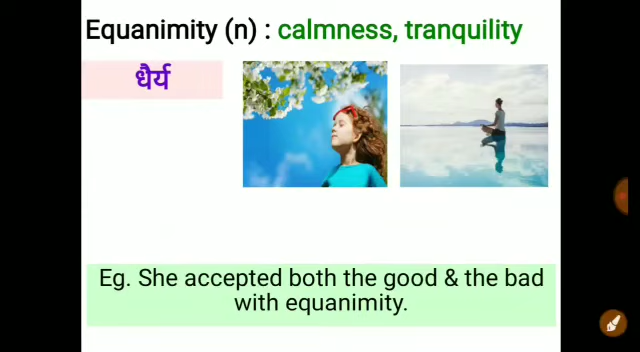 Equanimity (n) : calmness, tranquility
धैर्य
Eg. She accepted both the good & the bad
with equanimity.